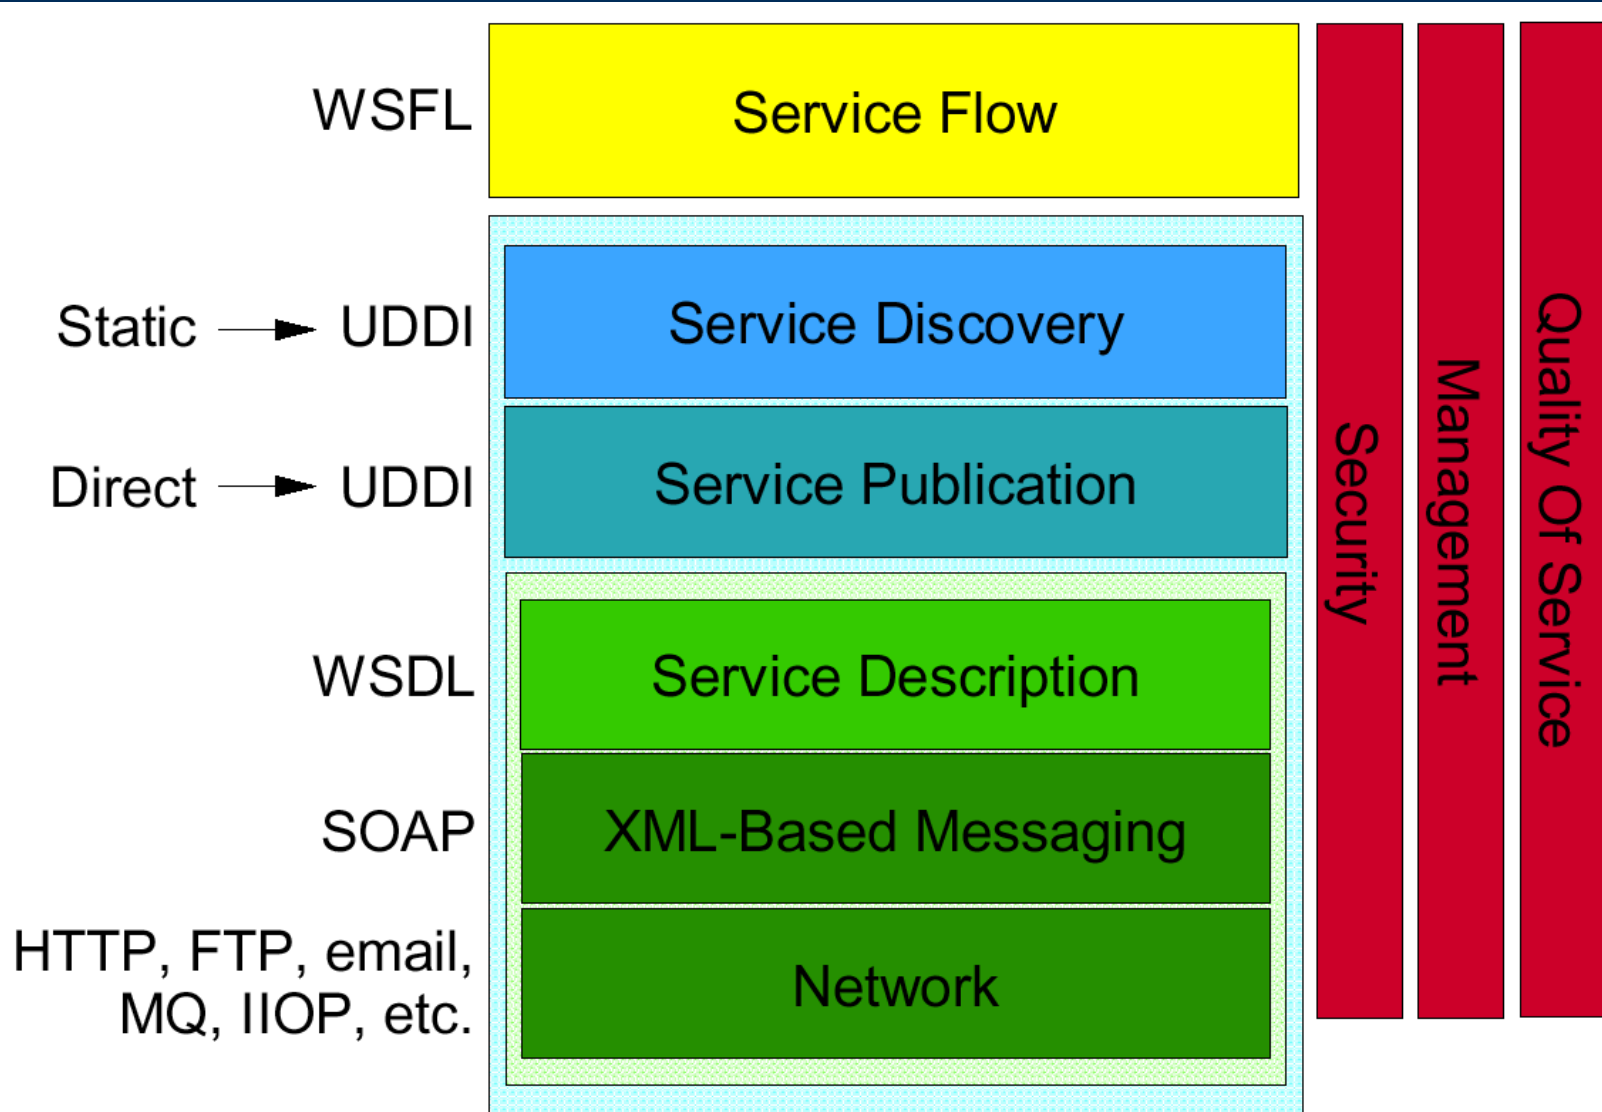 WSFL
Service Flow
Static
UDDI
Service Discovery
Direct
UDDI
Service Publication
WSDL
Service Description
SOAP
XML-Based Messaging
HTTP, FTP, email,
MQ, IIOP, etc.
Network
Security
Management
Quality Of Service